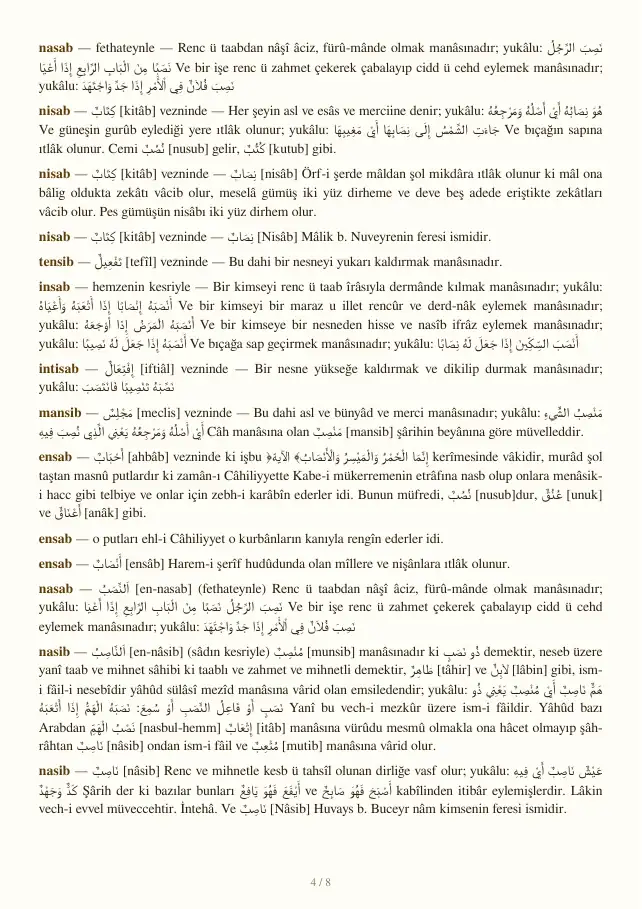 nasab — fethateynle — Renc ü taabdan nâşî âciz, fürû-mânde olmak manâsınadır; yukâlu: نَصِبَ الرَّجُلُ
نَصَبًا مِنَ الْبَابِ الرَّابِعِ إِذَا أَعْيَا Ve bir işe renc ü zahmet çekerek çabalayıp cidd ü cehd eylemek manâsınadır;
yukâlu: نَصِبَ فُلَانٌ فِي الْأَمْرِ إِذَا جَدَّ وَاجْتَهَدَ
nisab — كِتَابٌ [kitâb] vezninde — Her şeyin asl ve esâs ve merciine denir; yukâlu: هُوَ نِصَابُهُ أَيْ أَصْلُهُ وَمَرْجِعُهُ
Ve güneşin gurûb eylediği yere ıtlâk olunur; yukâlu: جَاءَتِ الشَّمْسُ إِلَى نِصَابِهَا أَيْ مَغِيبِهَا Ve bıçağın sapına
ıtlâk olunur. Cemi نُصُبٌ [nusub] gelir, كُتُبٌ [kutub] gibi.
nisab — كِتَابٌ [kitâb] vezninde — نِصَابٌ [nisâb] Örf-i şerde mâldan şol mikdâra ıtlâk olunur ki mâl ona
bâlig oldukta zekâtı vâcib olur, meselâ gümüş iki yüz dirheme ve deve beş adede eriştikte zekâtları
vâcib olur. Pes gümüşün nisâbı iki yüz dirhem olur.
nisab — كِتَابٌ [kitâb] vezninde — نِصَابٌ [Nisâb] Mâlik b. Nuveyrenin feresi ismidir.
tensib — تَفْعِيلٌ [tefîl] vezninde — Bu dahi bir nesneyi yukarı kaldırmak manâsınadır.
insab — hemzenin kesriyle — Bir kimseyi renc ü taab îrâsıyla dermânde kılmak manâsınadır; yukâlu:
أَنْصَبَهُ إِنْصَابًا إِذَا أَتْعَبَهُ وَأَعْيَاهُ Ve bir kimseyi bir maraz u illet rencûr ve derd-nâk eylemek manâsınadır;
yukâlu: أَنْصَبَهُ الْمَرَضُ إِذَا أَوْجَعَهُ Ve bir kimseye bir nesneden hisse ve nasîb ifrâz eylemek manâsınadır;
yukâlu: أَنْصَبَهُ إِذَا جَعَلَ لَهُ نَصِيبًا Ve bıçağa sap geçirmek manâsınadır; yukâlu: أَنْصَبَ السِّكِّينَ إِذَا جَعَلَ لَهُ نِصَابًا
intisab — إِفْتِعَالٌ [iftiâl] vezninde — Bir nesne yükseğe kaldırmak ve dikilip durmak manâsınadır;
yukâlu: نَصَّبَهُ تَنْصِيبًا فَانْتَصَبَ
mansib — مَجْلِسٌ [meclis] vezninde — Bu dahi asl ve bünyâd ve merci manâsınadır; yukâlu: مَنْصِبُ الشَّيْءِ
أَيْ أَصْلُهُ وَمَرْجِعُهُ يَعْنِي الَّذِي نُصِبَ فِيهِ Câh manâsına olan مَنْصِبٌ [mansib] şârihin beyânına göre müvelleddir.
ensab — أَحْبَابٌ [ahbâb] vezninde ki işbu ﴿إِنَّمَا الْخَمْرُ وَالْمَيْسِرُ وَالْأَنْصَابُ﴾ الآية kerîmesinde vâkidir, murâd şol
taştan masnû putlardır ki zamân-ı Câhiliyyette Kabe-i mükerremenin etrâfına nasb olup onlara menâsik-
i hacc gibi telbiye ve onlar için zebh-i karâbîn ederler idi. Bunun müfredi, نُصُبٌ [nusub]dur, عُنُقٌ [unuk]
ve أَعْنَاقٌ [anâk] gibi.
ensab — o putları ehl-i Câhiliyyet o kurbânların kanıyla rengîn ederler idi.
ensab — أَنْصَابٌ [ensâb] Harem-i şerîf hudûdunda olan mîllere ve nişânlara ıtlâk olunur.
nasab — اَلنَّصَبُ [en-nasab] (fethateynle) Renc ü taabdan nâşî âciz, fürû-mânde olmak manâsınadır;
yukâlu: نَصِبَ الرَّجُلُ نَصَبًا مِنَ الْبَابِ الرَّابِعِ إِذَا أَعْيَا Ve bir işe renc ü zahmet çekerek çabalayıp cidd ü cehd
eylemek manâsınadır; yukâlu: نَصِبَ فُلَانٌ فِي الْأَمْرِ إِذَا جَدَّ وَاجْتَهَدَ
nasib — اَلنَّاصِبُ [en-nâsib] (sâdın kesriyle) مُنْصِبٌ [munsib] manâsınadır ki ذُو نَصَبٍ demektir, neseb üzere
yanî taab ve mihnet sâhibi ki taablı ve zahmet ve mihnetli demektir, طَاهِرٌ [tâhir] ve لَابِنٌ [lâbin] gibi, ism-
i fâil-i nesebîdir yâhûd sülâsî mezîd manâsına vârid olan emsiledendir; yukâlu: هَمٌّ نَاصِبٌ أَيْ مُنْصِبٌ يَعْنِي ذُو
نَصَبٍ أَوْ فَاعِلُ النَّصَبِ أَوْ سُمِعَ: نَصَبَهُ الْهَمُّ إِذَا أَتْعَبَهُ Yanî bu vech-i mezkûr üzere ism-i fâildir. Yâhûd bazı
Arabdan نَصْبُ الْهَمِّ [nasbul-hemm] إِتْعَابٌ [itâb] manâsına vürûdu mesmû olmakla ona hâcet olmayıp şâh-
râhtan نَاصِبٌ [nâsib] ondan ism-i fâil ve مُتْعِبٌ [mutib] manâsına vârid olur.
nasib — نَاصِبٌ [nâsib] Renc ve mihnetle kesb ü tahsîl olunan dirliğe vasf olur; yukâlu: عَيْشٌ نَاصِبٌ أَيْ فِيهِ
كَدٌّ وَجَهْدٌ Şârih der ki bazılar bunları أَيْفَعَ فَهُوَ يَافِعٌ ve أَصْبَحَ فَهُوَ صَابِحٌ kabîlinden itibâr eylemişlerdir. Lâkin
vech-i evvel müveccehtir. İntehâ. Ve نَاصِبٌ [Nâsib] Huvays b. Buceyr nâm kimsenin feresi ismidir.
4 / 8